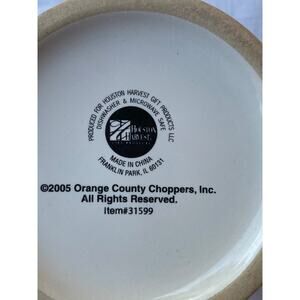 PRODUCED FOR HOUSTON HARVEST GIFT PRODUCTS LLC
DISHWASHER & MICROWAVE SAFE
HOUSTON
HARVEST
MADE IN CHINA
FRANKLIN PARK, IL 60131
©2005 Orange County Choppers, Inc.
All Rights Reserved.
Item#31599